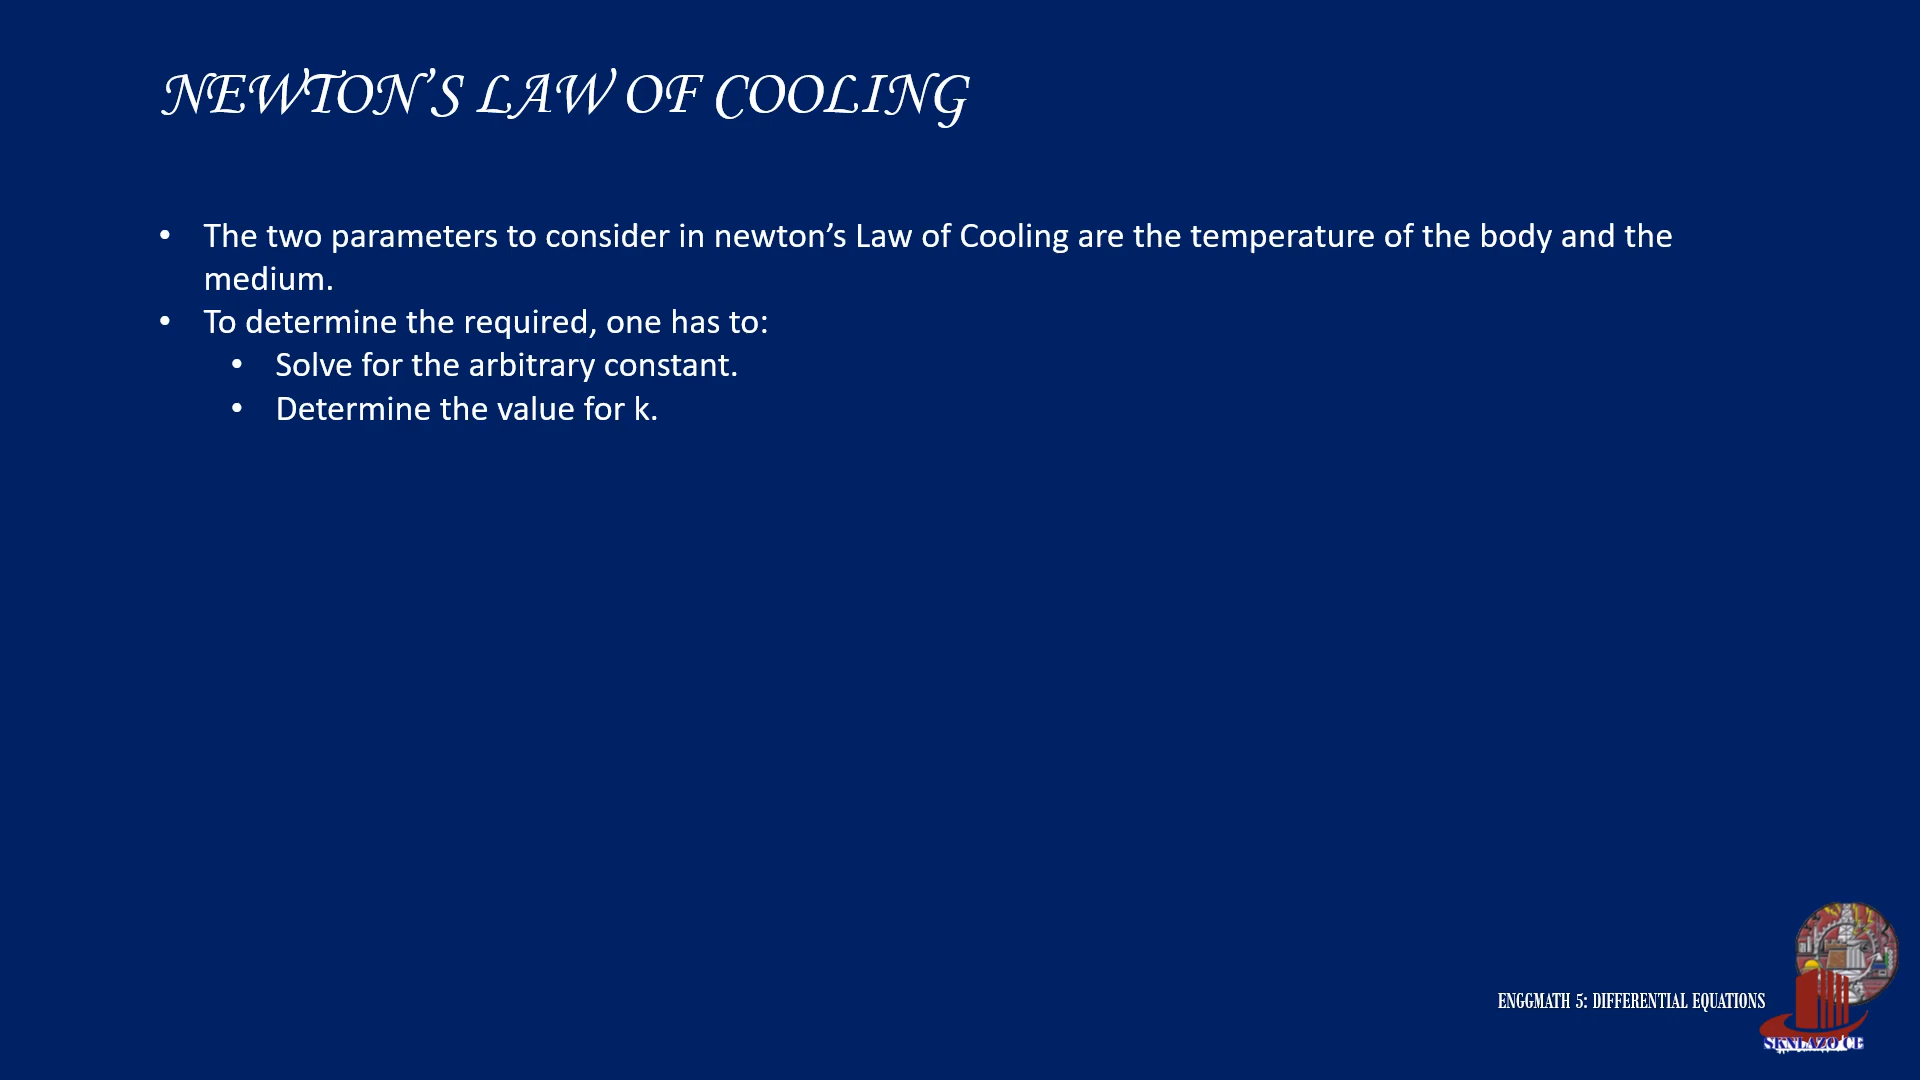 NEWTON’S LAW OF COOLING
• The two parameters to consider in newton’s Law of Cooling are the temperature of the body and the
medium.
• To determine the required, one has to:
• Solve for the arbitrary constant.
• Determine the value for k.
ENGGMATH 5: DIFFERENTIAL EQUATIONS
SKNLAZO CE